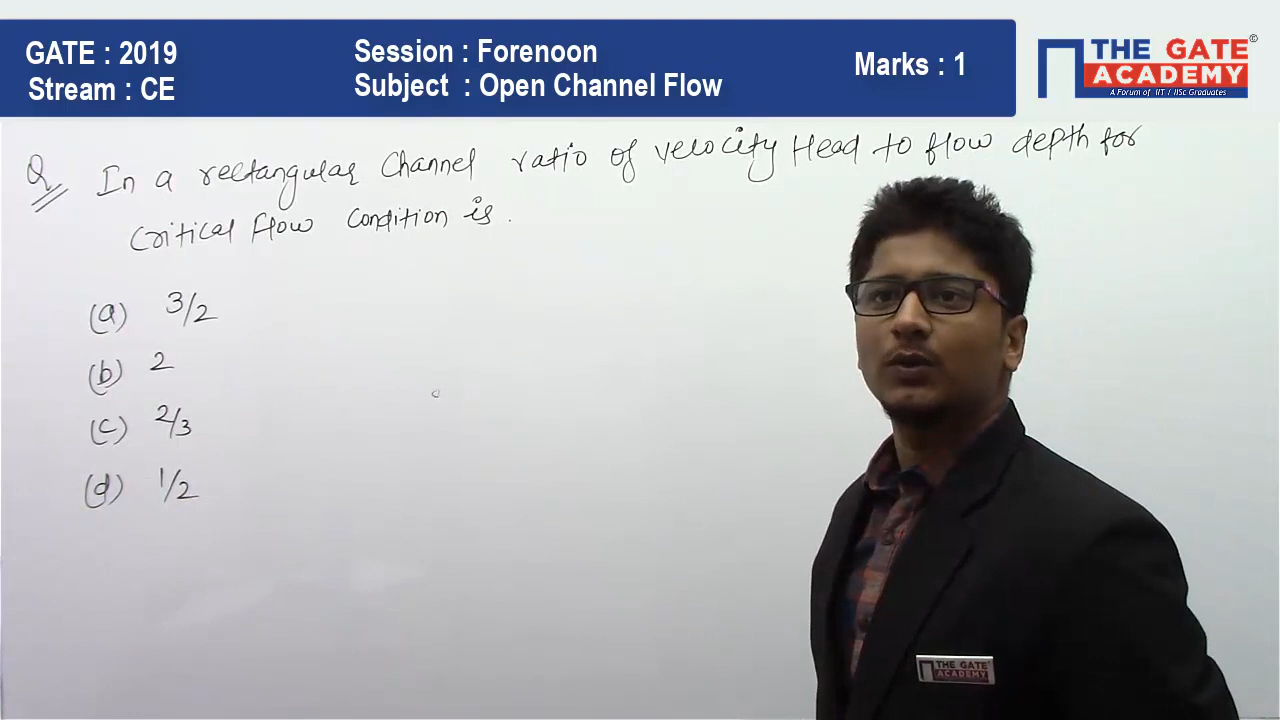 GATE : 2019
Stream : CE
Session : Forenoon
Subject : Open Channel Flow
Marks : 1
THE GATE
ACADEMY
©
A Forum of IIT / IISc Graduates
Q In a rectangular Channel ratio of velocity Head to flow depth for
Critical Flow Condition is.
(a) 3/2
(b) 2
(c) 2/3
(d) 1/2
THE GATE
ACADEMY